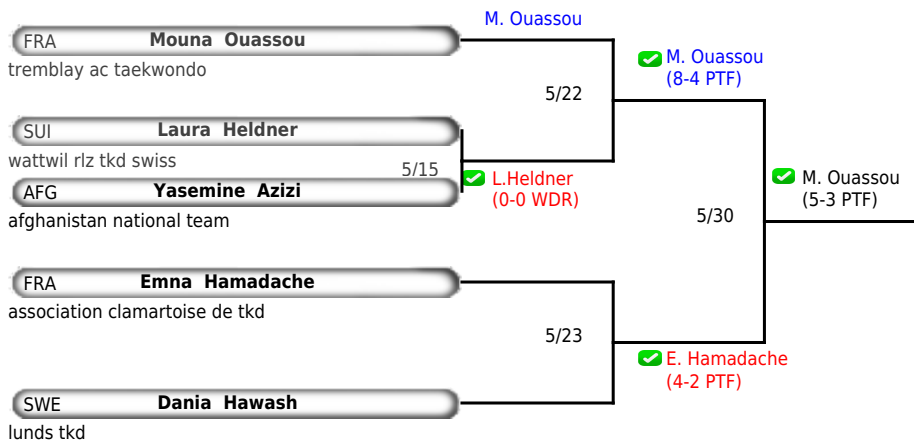 M. Ouassou
FRA Mouna Ouassou
tremblay ac taekwondo
M. Ouassou
(8-4 PTF)
5/22
SUI Laura Heldner
wattwil rlz tkd swiss
5/15
L.Heldner
(0-0 WDR)
AFG Yasemine Azizi
afghanistan national team
M. Ouassou
(5-3 PTF)
5/30
FRA Emna Hamadache
association clamartoise de tkd
5/23
E. Hamadache
(4-2 PTF)
SWE Dania Hawash
lunds tkd